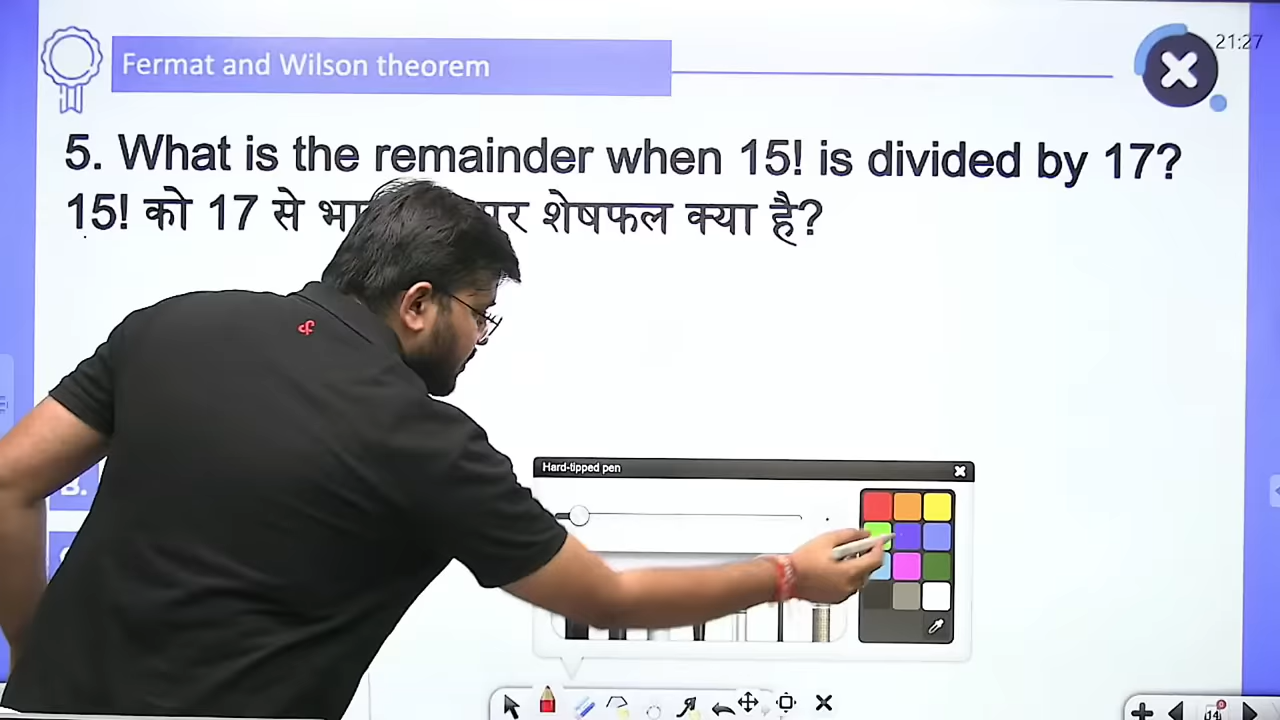 21:27
Fermat and Wilson theorem
5. What is the remainder when 15! is divided by 17?
15! को 17 से शेषफल क्या है?
Hard-tipped pen
14